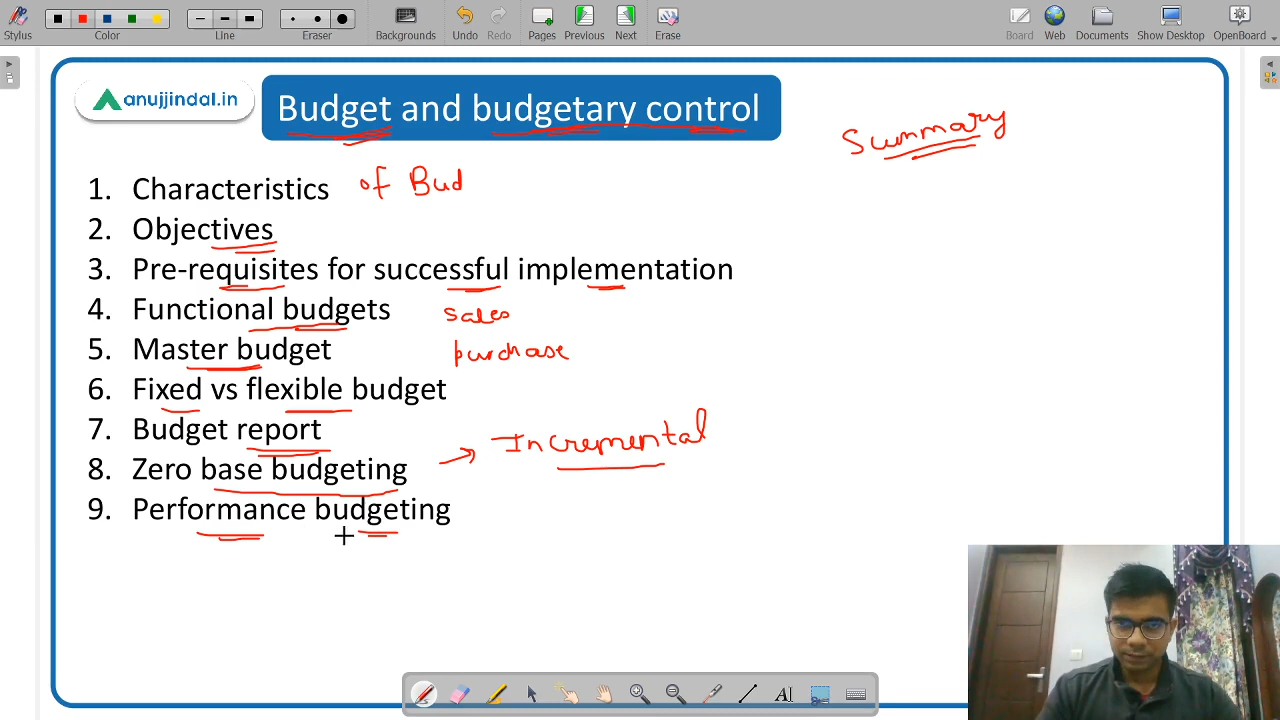 Stylus Color Line Eraser Backgrounds Undo Redo Pages Previous Next Erase Board Web Documents Show Desktop OpenBoard
anujjindal.in
Budget and budgetary control
Summary
1. Characteristics of Bud
2. Objectives
3. Pre-requisites for successful implementation
4. Functional budgets sales
5. Master budget purchase
6. Fixed vs flexible budget
7. Budget report
8. Zero base budgeting → Incremental
9. Performance budgeting